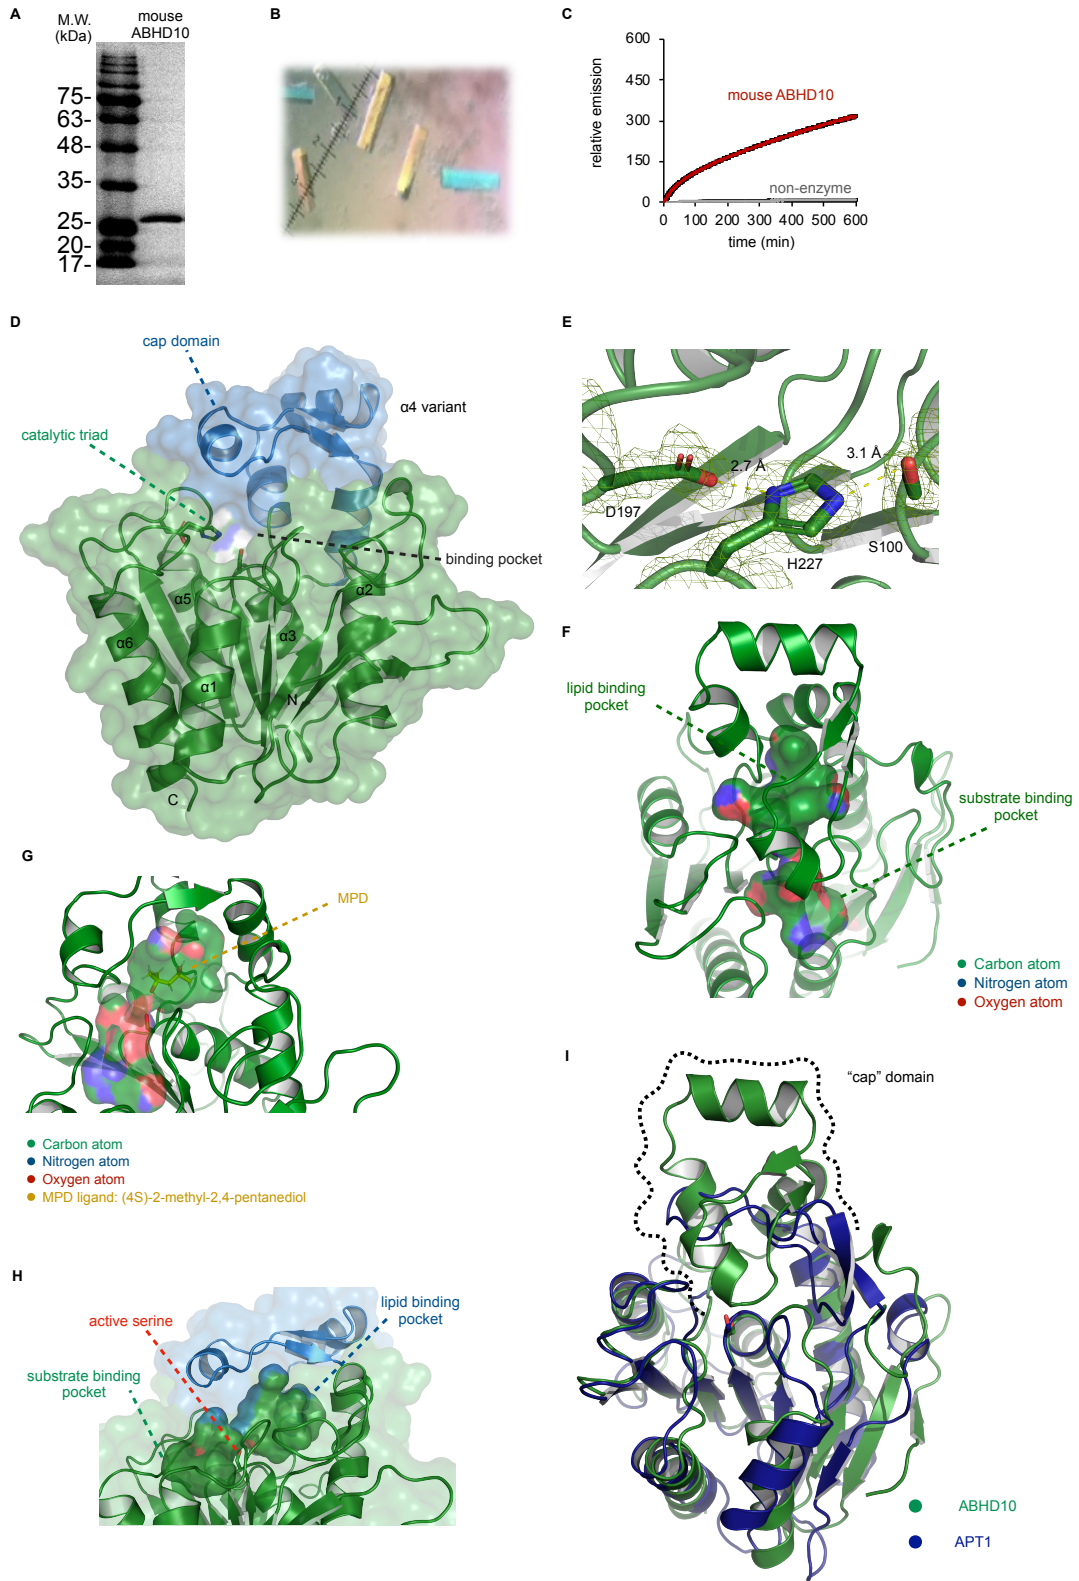 A
M.W.
(kDa)
mouse
ABHD10
75-
63-
48-
35-
25-
20-
17-
B
C
relative emission
600
450
300
150
0
mouse ABHD10
non-enzyme
0 100 200 300 400 500 600
time (min)
D
cap domain
α4 variant
catalytic triad
binding pocket
α5
α2
α6
α3
α1
N
C
E
2.7 Å
3.1 Å
D197
S100
H227
F
lipid binding
pocket
substrate binding
pocket
Carbon atom
Nitrogen atom
Oxygen atom
G
MPD
Carbon atom
Nitrogen atom
Oxygen atom
MPD ligand: (4S)-2-methyl-2,4-pentanediol
H
active serine
lipid binding
pocket
substrate binding
pocket
I
“cap” domain
ABHD10
APT1